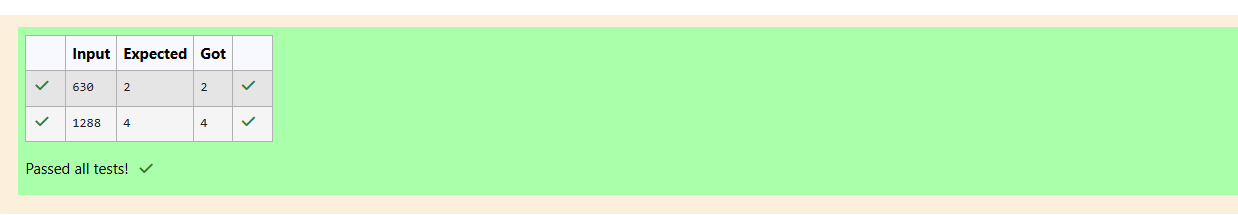 Input Expected Got
630 2 2
1288 4 4
Passed all tests!